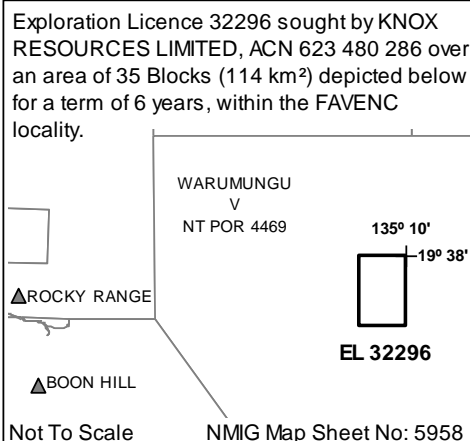 Exploration Licence 32296 sought by KNOX
RESOURCES LIMITED, ACN 623 480 286 over
an area of 35 Blocks (114 km²) depicted below
for a term of 6 years, within the FAVENC
locality.
WARUMUNGU
V
NT POR 4469
135º 10'
19º 38'
ROCKY RANGE
EL 32296
BOON HILL
Not To Scale NMIG Map Sheet No: 5958